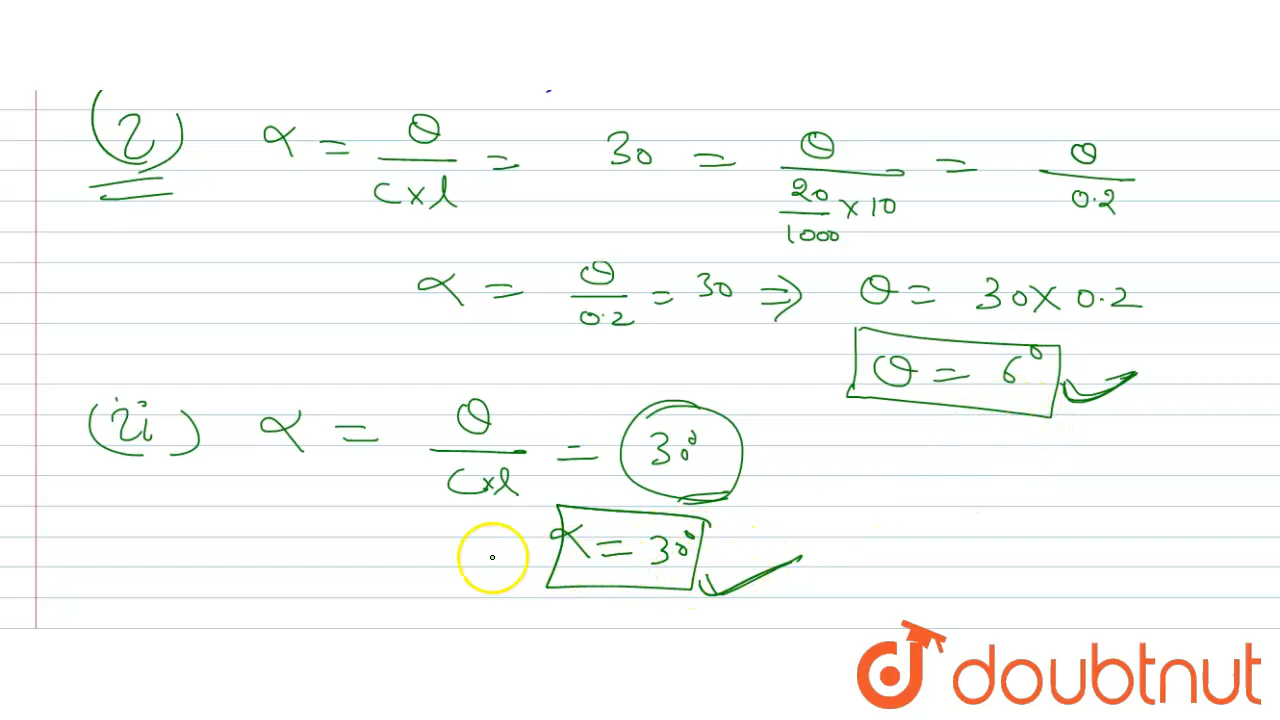 (i) α = θ / c×l = 30 = θ / (20/1000 × 10) = θ / 0.2
α = θ / 0.2 = 30 ⇒ θ = 30 × 0.2
θ = 6°
(ii) α = θ / c×l = 30°
α = 30°
doubtnut